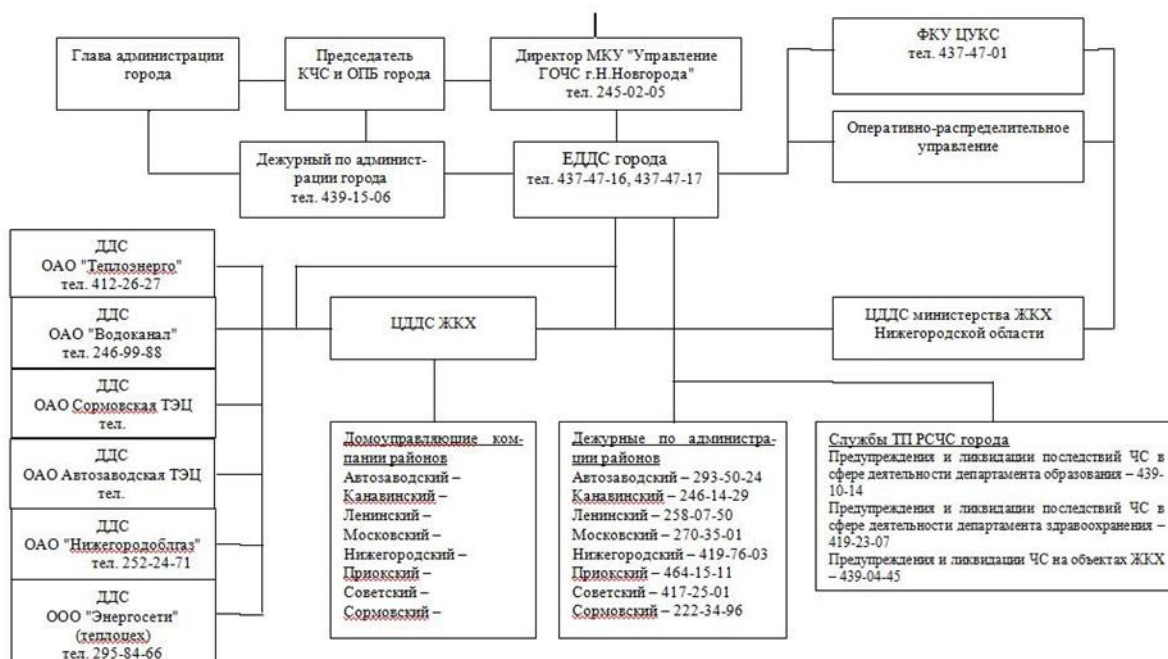 Глава администрации
города
Председатель
КЧС и ОПБ города
Директор МКУ "Управление
ГОЧС г.Н.Новгорода"
тел. 245-02-05
ФКУ ЦУКС
тел. 437-47-01
Оперативно-распределительное
управление
Дежурный по админист-
рации города
тел. 439-15-06
ЕДДС города
тел. 437-47-16, 437-47-17
ДДС
ОАО "Теплоэнерго"
тел. 412-26-27
ДДС
ОАО "Водоканал"
тел. 246-99-88
ДДС
ОАО Сормовская ТЭЦ
тел.
ДДС
ОАО Автозаводская ТЭЦ
тел.
ДДС
ОАО "Нижегородоблгаз"
тел. 252-24-71
ДДС
ООО "Энергосети"
(теплоцех)
тел. 295-84-66
ЦДДС ЖКХ
ЦДДС министерства ЖКХ
Нижегородской области
Домоуправляющие ком-
пании районов
Автозаводский –
Канавинский –
Ленинский –
Московский –
Нижегородский –
Приокский –
Советский –
Сормовский –
Дежурные по администра-
ции районов
Автозаводский – 293-50-24
Канавинский – 246-14-29
Ленинский – 258-07-50
Московский – 270-35-01
Нижегородский – 419-76-03
Приокский – 464-15-11
Советский – 417-25-01
Сормовский – 222-34-96
Службы ТП РСЧС города
Предупреждения и ликвидации последствий ЧС в
сфере деятельности департамента образования – 439-
10-14
Предупреждения и ликвидации последствий ЧС в
сфере деятельности департамента здравоохранения –
419-23-07
Предупреждения и ликвидации ЧС на объектах ЖКХ
– 439-04-45